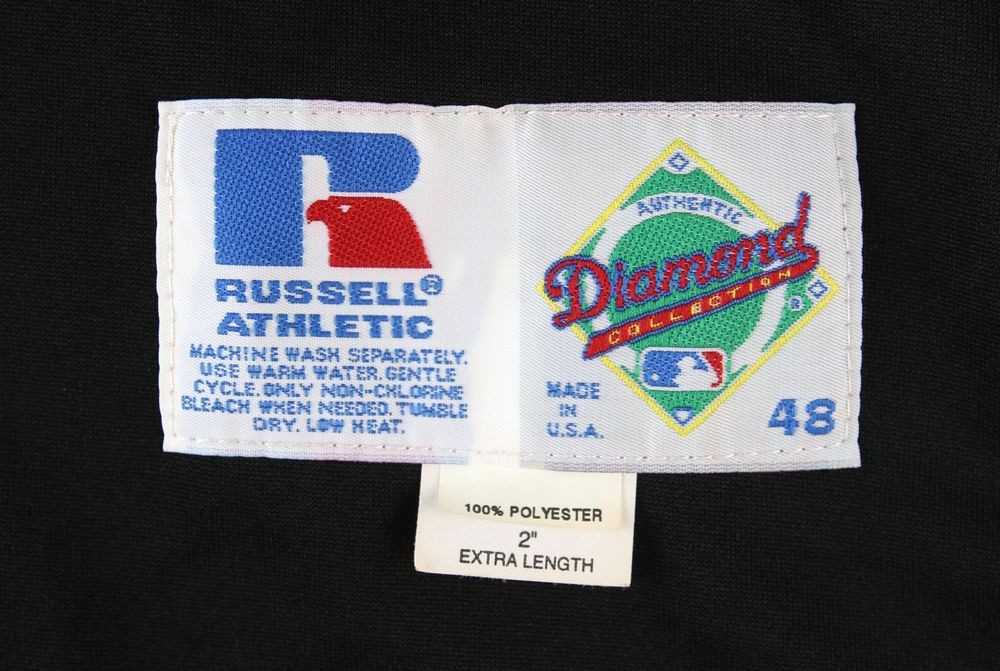 R
RUSSELL®
ATHLETIC
MACHINE WASH SEPARATELY.
USE WARM WATER. GENTLE
CYCLE. ONLY NON-CHLORINE
BLEACH WHEN NEEDED. TUMBLE
DRY. LOW HEAT.
AUTHENTIC
Diamond
COLLECTION
®
MADE
IN
U.S.A.
48
100% POLYESTER
2"
EXTRA LENGTH